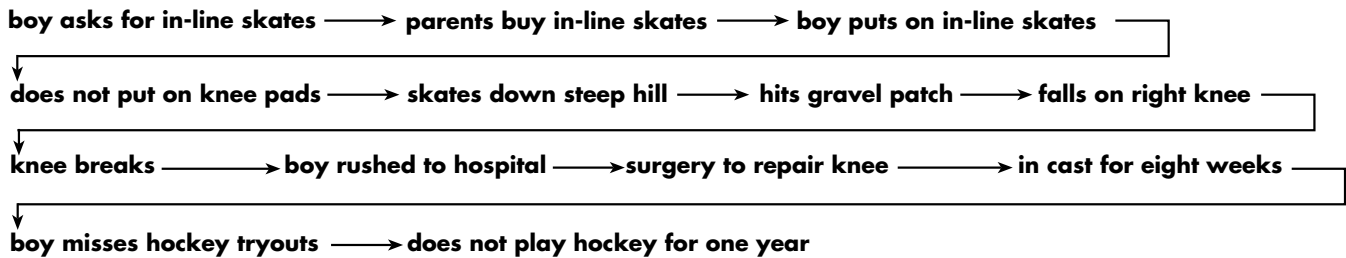 boy asks for in-line skates parents buy in-line skates boy puts on in-line skates
does not put on knee pads skates down steep hill hits gravel patch falls on right knee
knee breaks boy rushed to hospital surgery to repair knee in cast for eight weeks
boy misses hockey tryouts does not play hockey for one year